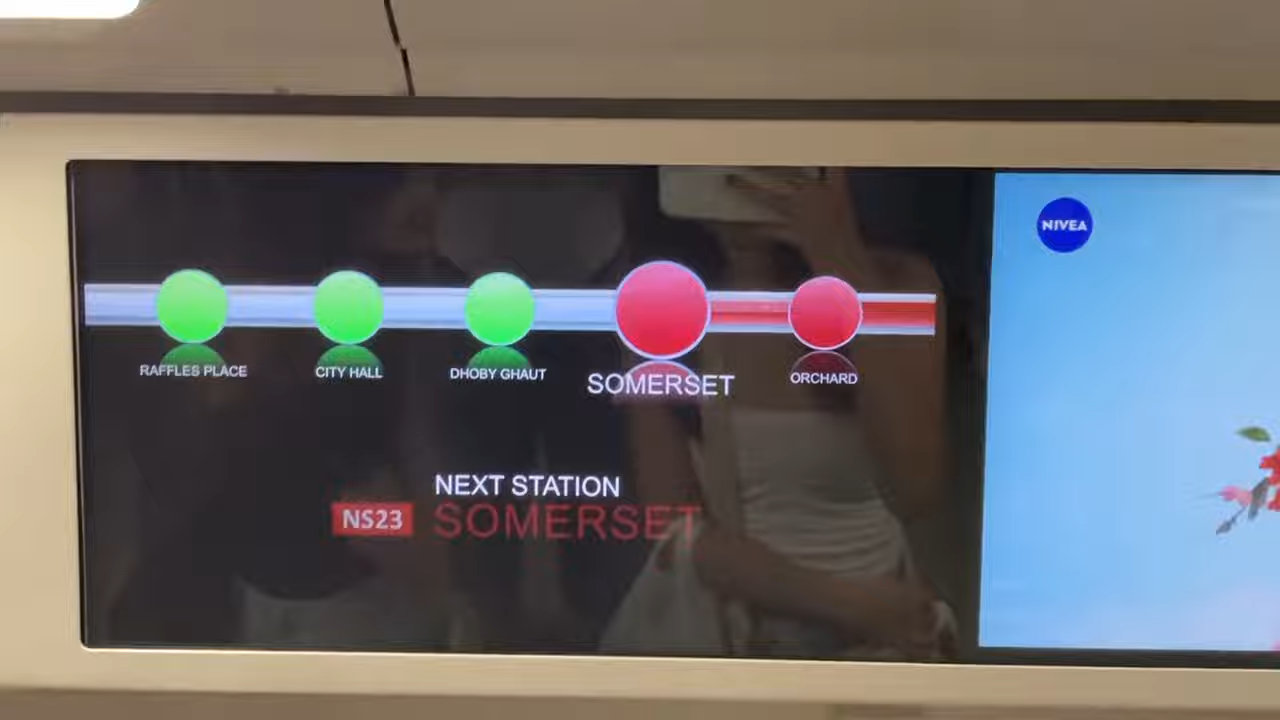 NIVEA
RAFFLES PLACE
CITY HALL
DHOBY GHAUT
SOMERSET
ORCHARD
NEXT STATION
NS23 SOMERSET